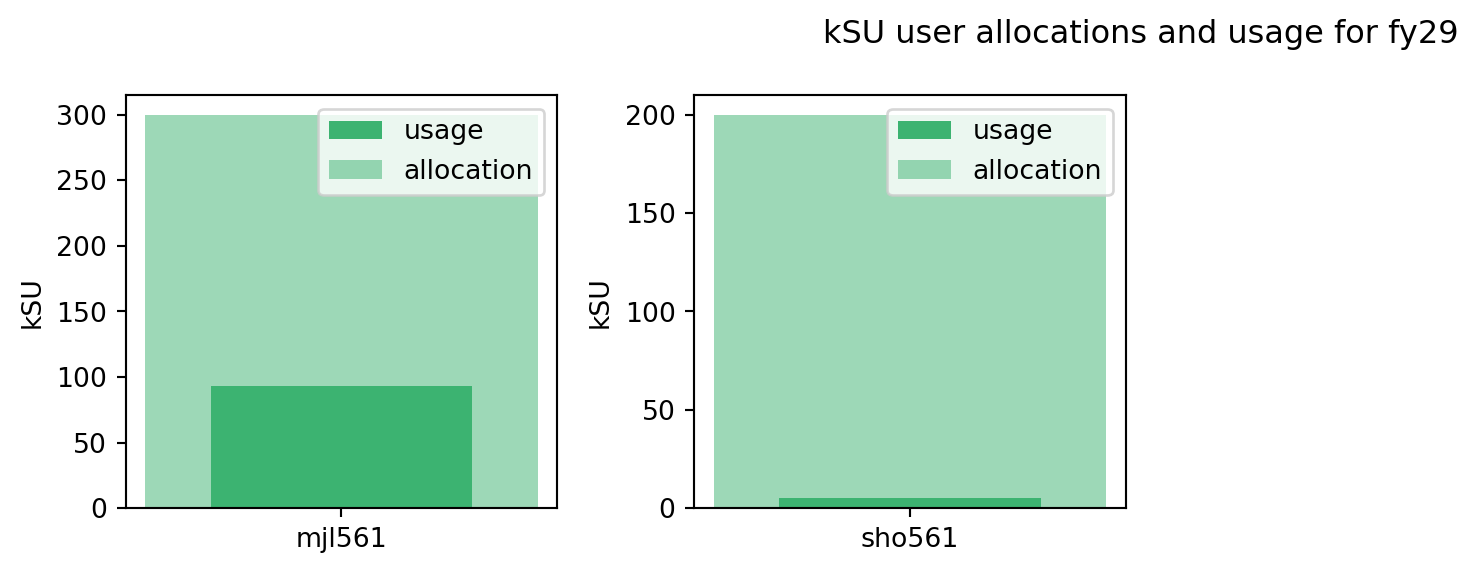 kSU user allocations and usage for fy29
300
250
200
150
100
50
0
kSU
usage
allocation
mjl561
200
150
100
50
0
kSU
usage
allocation
sho561